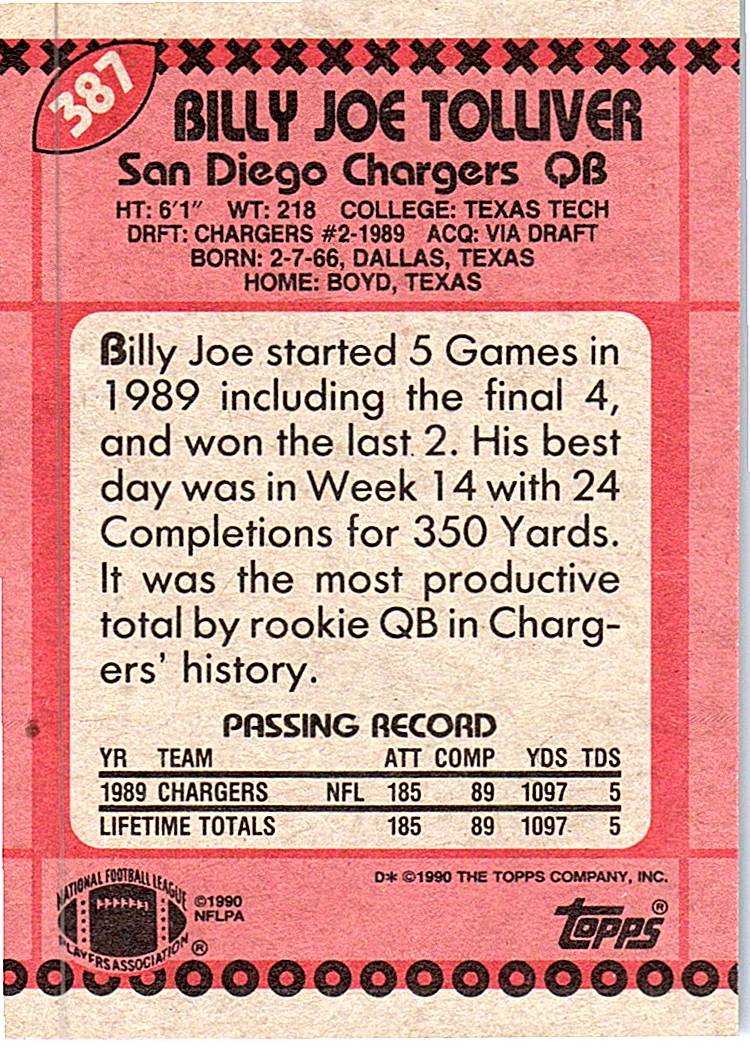 387
BILLY JOE TOLLIVER
San Diego Chargers QB
HT: 6'1" WT: 218 COLLEGE: TEXAS TECH
DRFT: CHARGERS #2-1989 ACQ: VIA DRAFT
BORN: 2-7-66, DALLAS, TEXAS
HOME: BOYD, TEXAS
Billy Joe started 5 Games in
1989 including the final 4,
and won the last 2. His best
day was in Week 14 with 24
Completions for 350 Yards.
It was the most productive
total by rookie QB in Charg-
ers' history.
PASSING RECORD
YR TEAM ATT COMP YDS TDS
1989 CHARGERS NFL 185 89 1097 5
LIFETIME TOTALS 185 89 1097 5
D* ©1990 THE TOPPS COMPANY, INC.
NATIONAL FOOTBALL LEAGUE
PLAYERS ASSOCIATION ®
©1990
NFLPA
Topps ®